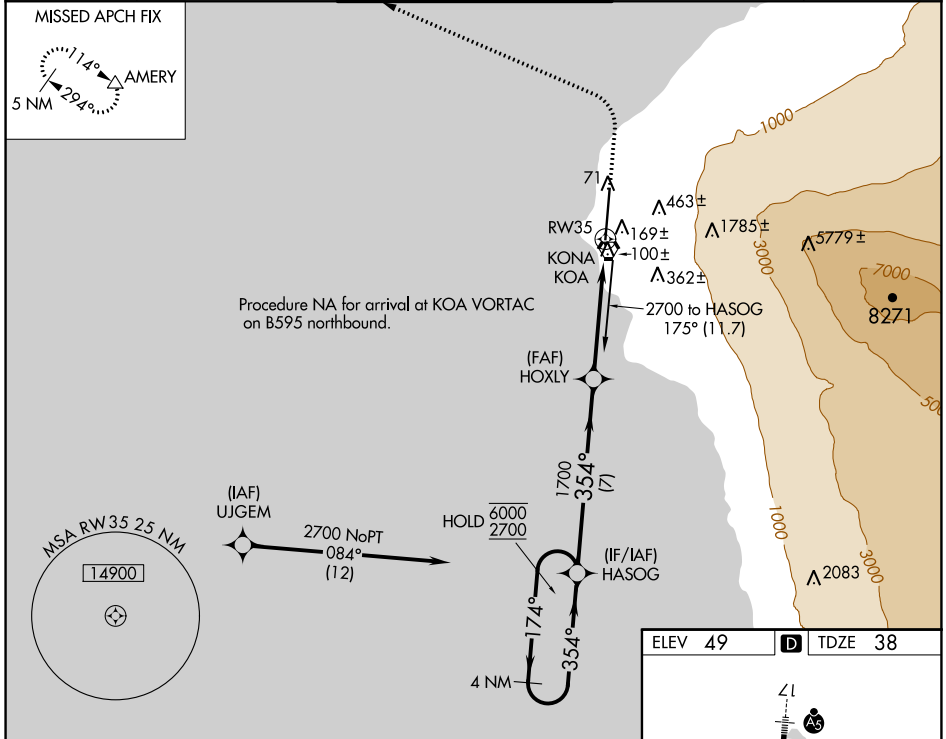 MISSED APCH FIX
114°
AMERY
5 NM
294°
1000
71
463±
RW35
169±
1785±
5779±
KONA
KOA
100±
3000
7000
362±
8271
Procedure NA for arrival at KOA VORTAC
on B595 northbound.
2700 to HASOG
175° (11.7)
(FAF)
HOXLY
500
1700
354°
(7)
(IAF)
UJGEM
HOLD 6000
2700
2700 NoPT
084°
(12)
1000
3000
MSA RW35 25 NM
14900
(IF/IAF)
HASOG
2083
174°
354°
4 NM
ELEV 49
D
TDZE 38
17
A5